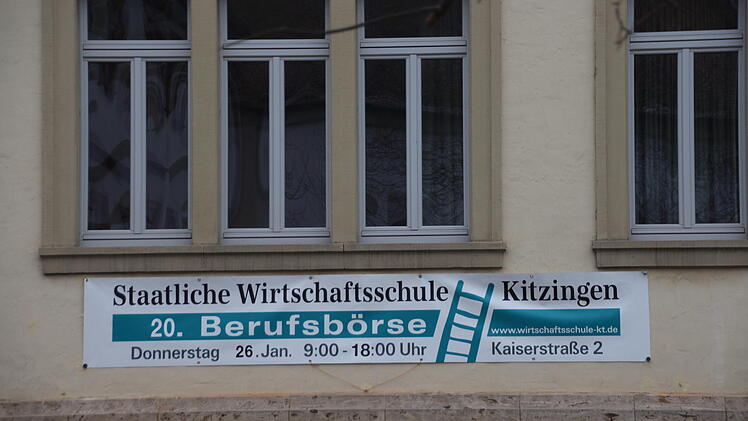 Staatliche Wirtschaftsschule Kitzingen
20. Berufsbörse www.wirtschaftsschule-kt.de
Donnerstag 26. Jan. 9:00 - 18:00 Uhr Kaiserstraße 2